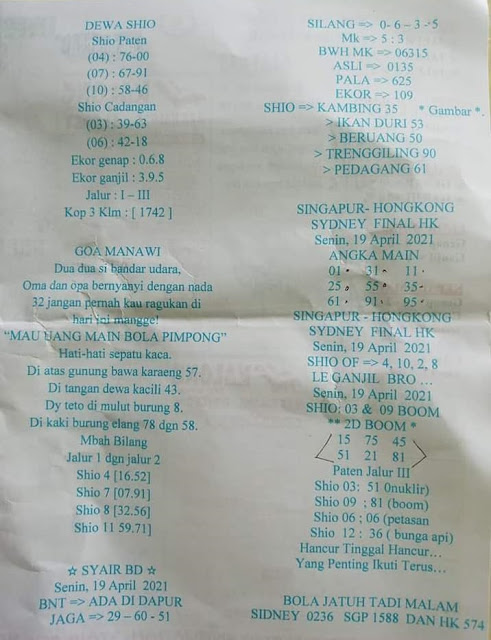 DEWA SHIO
Shio Paten
(04) : 76-00
(07) : 67-91
(10) : 58-46
Shio Cadangan
(03) : 39-63
(06) : 42-18
Ekor genap : 0.6.8
Ekor ganjil : 3.9.5
Jalur : I – III
Kop 3 Klm : [ 1742 ]
GOA MANAWI
Dua dua si bandar udara,
Oma dan opa bernyanyi dengan nada
32 jangan pernah kau ragukan di
hari ini mangge!
“MAU UANG MAIN BOLA PIMPONG”
Hati-hati sepatu kaca.
Di atas gunung bawa karaeng 57.
Di tangan dewa kacili 43.
Dy teto di mulut burung 8.
Di kaki burung elang 78 dgn 58.
Mbah Bilang
Jalur 1 dgn jalur 2
Shio 4 [16.52]
Shio 7 [07.91]
Shio 8 [32.56]
Shio 11 59.71]
☆ SYAIR BD ☆
Senin, 19 April 2021
BNT => ADA DI DAPUR
JAGA => 29 – 60 - 51
SILANG => 0- 6 – 3 -·5
Mk => 5 : 3
BWH MK => 06315
ASLI => 0135
PALA => 625
EKOR => 109
SHIO => KAMBING 35 * Gambar *.
> IKAN DURI 53
> BERUANG 50
> TRENGGILING 90
> PEDAGANG 61
SINGAPUR- HONGKONG
SYDNEY FINAL HK
Senin, 19 April 2021
ANGKA MAIN
01· 31· 11·
25· 55· 35·
61· 91· 95·
SINGAPUR - HONGKONG
SYDNEY FINAL HK
Senin, 19 April 2021
SHIO OF => 4, 10, 2, 8
LE GANJIL BRO …
Senin, 19 April 2021
SHIO: 03 & 09 BOOM
** 2D BOOM *
15 75 45
51 21 81
Paten Jalur III
Shio 03: 51 0nuklir)
Shio 09 ; 81 (boom)
Shio 06 ; 06 (petasan
Shio 12 : 36 ( bunga api)
Hancur Tinggal Hancur…
Yang Penting Ikuti Terus…
BOLA JATUH TADI MALAM
SIDNEY 0236 SGP 1588 DAN HK 574